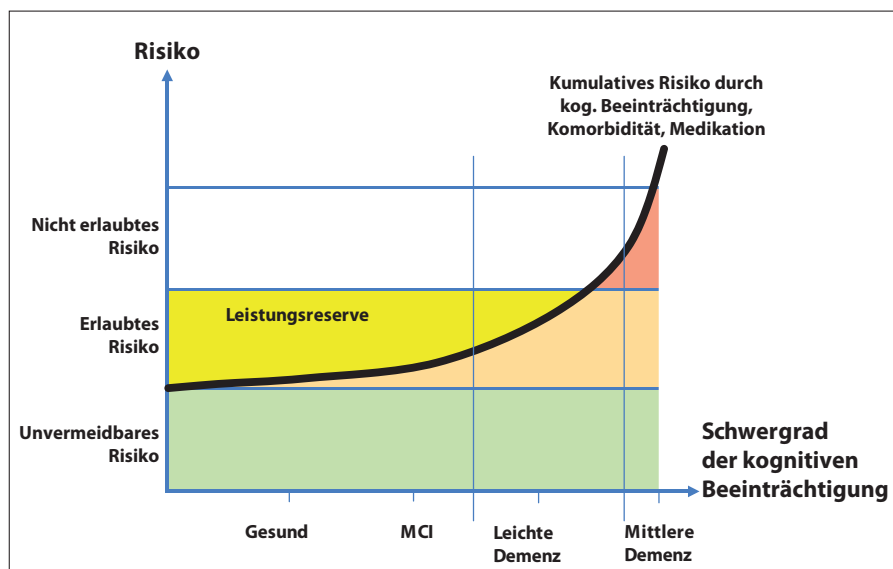 Risiko
Kumulatives Risiko durch
kog. Beeinträchtigung,
Komorbidität, Medikation
Nicht erlaubtes
Risiko
Leistungsreserve
Erlaubtes
Risiko
Unvermeidbares
Risiko
Schwergrad
der kognitiven
Beeinträchtigung
Gesund
MCI
Leichte
Demenz
Mittlere
Demenz